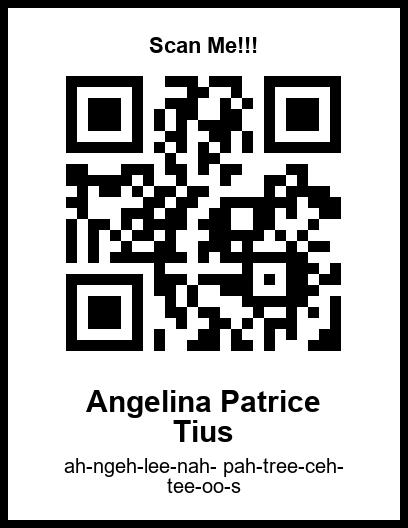 Scan Me!!!
Angelina Patrice
Tius
ah-ngeh-lee-nah- pah-tree-ceh-
tee-oo-s